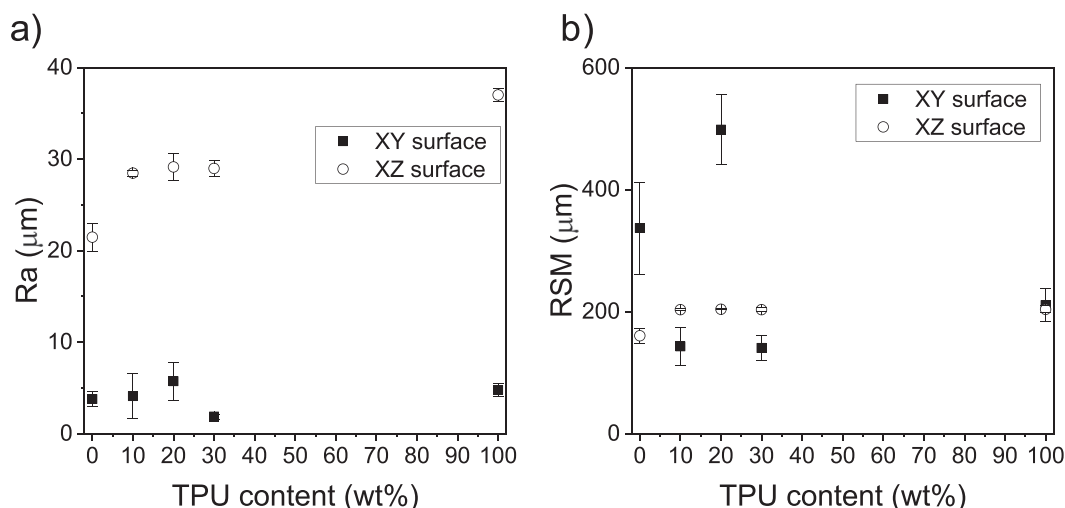 a)
40
30
20
10
0
Ra (μm)
XY surface
XZ surface
0 10 20 30 40 50 60 70 80 90 100
TPU content (wt%)
b)
600
400
200
0
RSM (μm)
XY surface
XZ surface
0 10 20 30 40 50 60 70 80 90 100
TPU content (wt%)